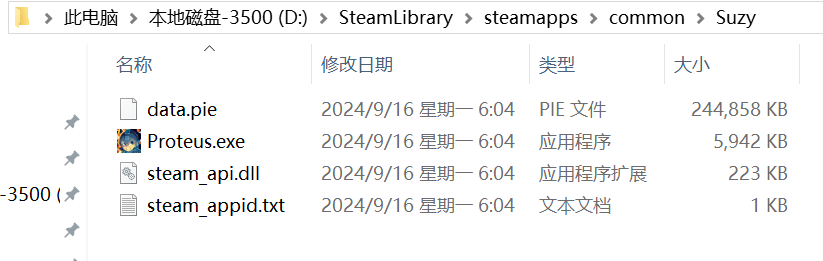 此电脑 > 本地磁盘-3500 (D:) > SteamLibrary > steamapps > common > Suzy
名称 修改日期 类型 大小
data.pie 2024/9/16 星期一 6:04 PIE 文件 244,858 KB
Proteus.exe 2024/9/16 星期一 6:04 应用程序 5,942 KB
steam_api.dll 2024/9/16 星期一 6:04 应用程序扩展 223 KB
-3500 (
steam_appid.txt 2024/9/16 星期一 6:04 文本文档 1 KB